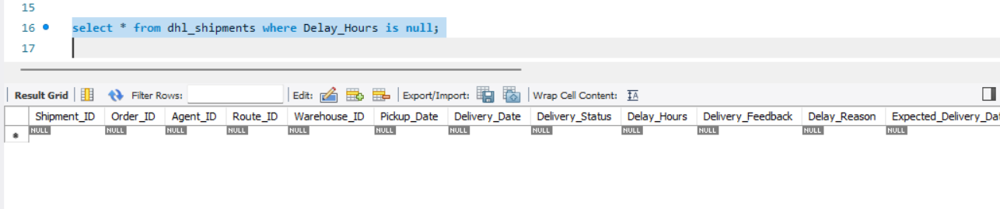 15
16 select * from dhl_shipments where Delay_Hours is null;
17
Result Grid Filter Rows: Edit: Export/Import: Wrap Cell Content: IA
Shipment_ID Order_ID Agent_ID Route_ID Warehouse_ID Pickup_Date Delivery_Date Delivery_Status Delay_Hours Delivery_Feedback Delay_Reason Expected_Delivery_Dat
NULL NULL NULL NULL NULL NULL NULL NULL NULL NULL NULL NULL